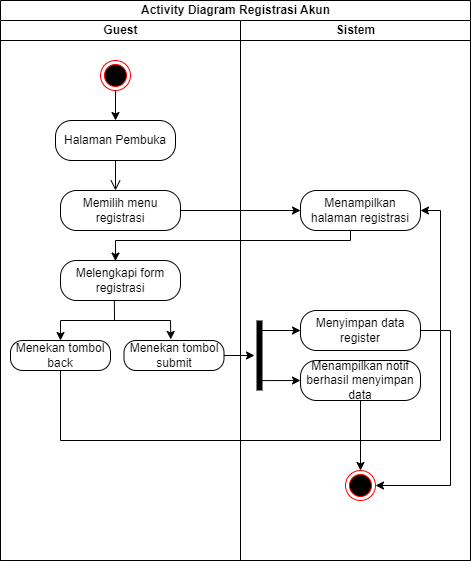 Activity Diagram Registrasi Akun
Guest
Sistem
Halaman Pembuka
Memilih menu
registrasi
Menampilkan
halaman registrasi
Melengkapi form
registrasi
Menekan tombol
back
Menekan tombol
submit
Menyimpan data
register
Menampilkan notif
berhasil menyimpan
data